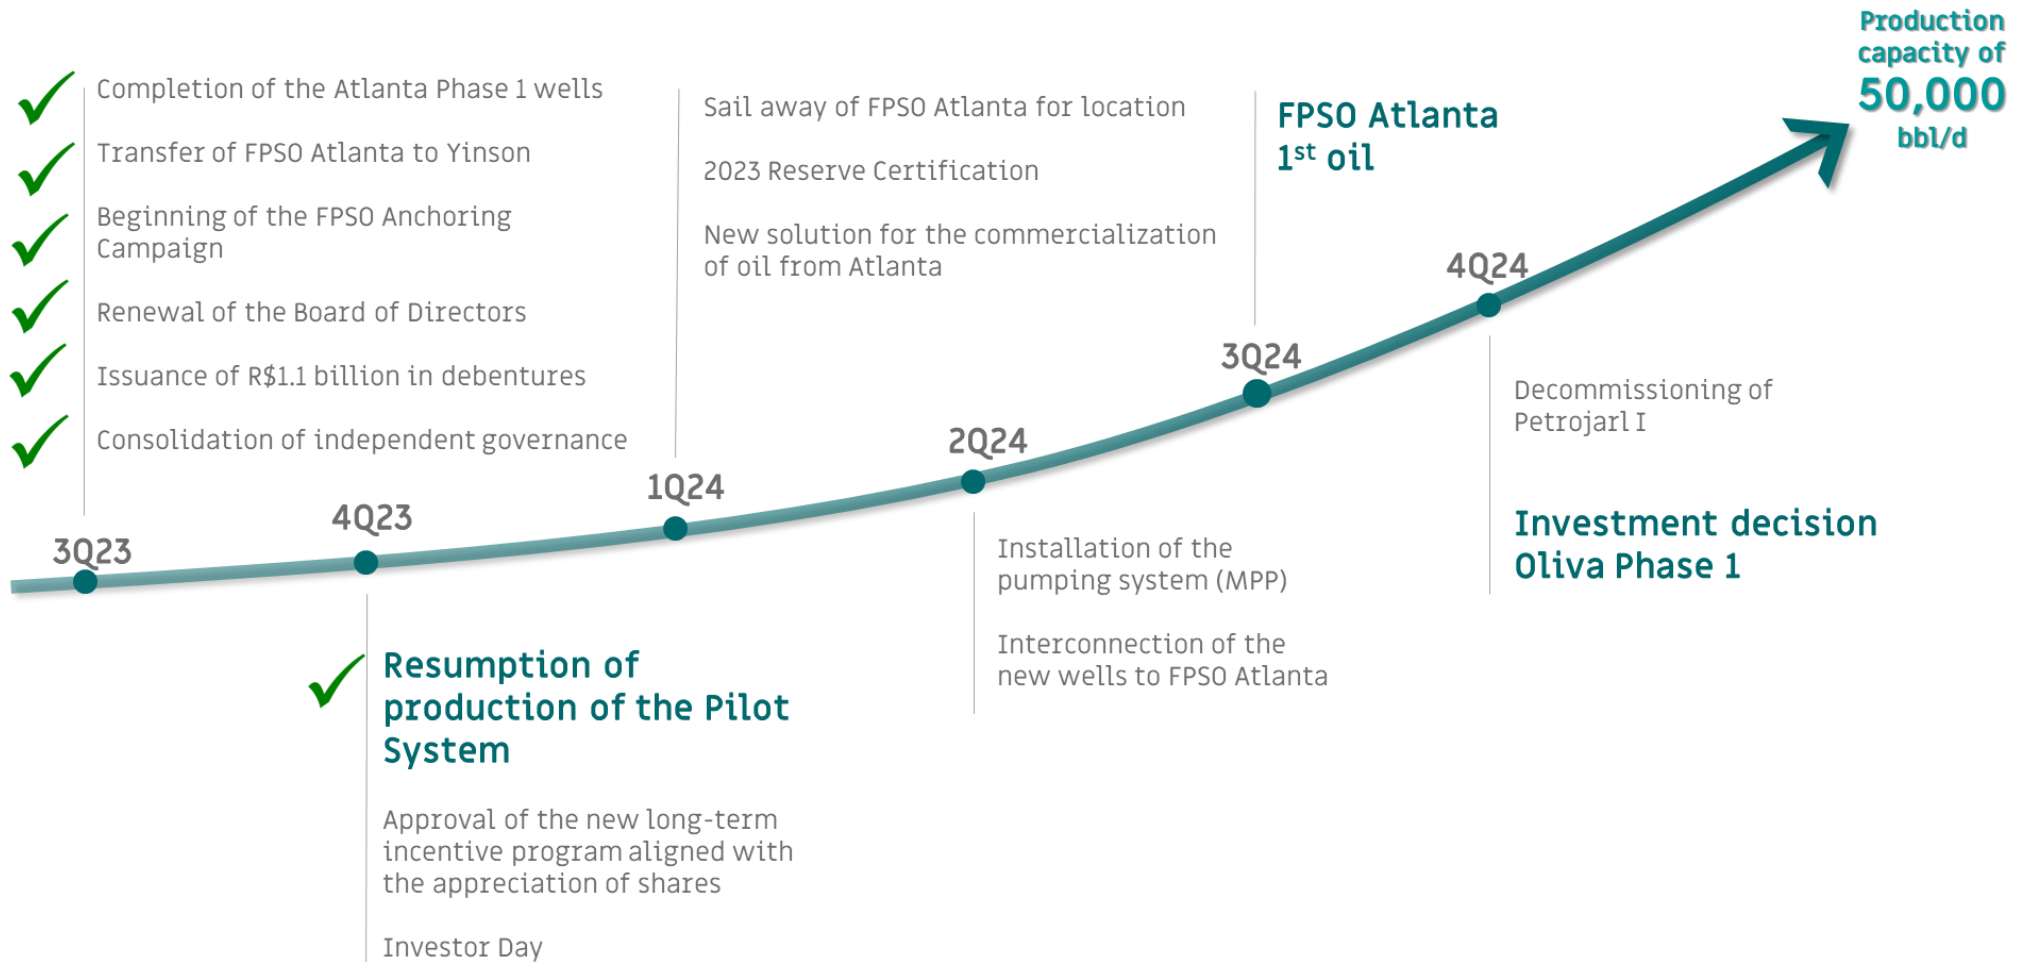 Production
capacity of
50,000
bbl/d
Completion of the Atlanta Phase 1 wells
Transfer of FPSO Atlanta to Yinson
Beginning of the FPSO Anchoring
Campaign
Renewal of the Board of Directors
Issuance of R$1.1 billion in debentures
Consolidation of independent governance
3Q23
4Q23
Resumption of
production of the Pilot
System
Approval of the new long-term
incentive program aligned with
the appreciation of shares
Investor Day
Sail away of FPSO Atlanta for location
2023 Reserve Certification
New solution for the commercialization
of oil from Atlanta
1Q24
2Q24
Installation of the
pumping system (MPP)
Interconnection of the
new wells to FPSO Atlanta
FPSO Atlanta
1st oil
3Q24
4Q24
Decommissioning of
Petrojarl I
Investment decision
Oliva Phase 1